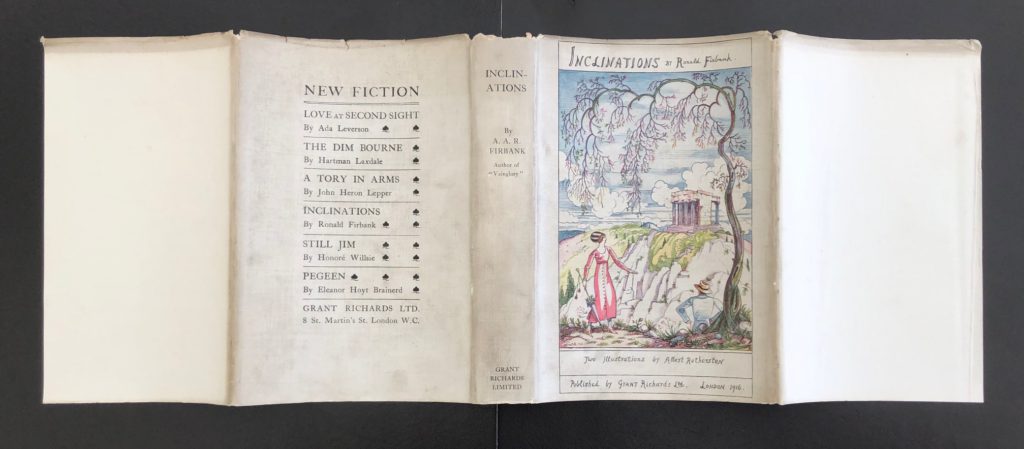 NEW FICTION
LOVE AT SECOND SIGHT
By Ada Leverson
THE DIM BOURNE
By Hartman Laxdale
A TORY IN ARMS
By John Heron Lepper
INCLINATIONS
By Ronald Firbank
STILL JIM
By Honoré Willsie
PEGEEN
By Eleanor Hoyt Brainerd
GRANT RICHARDS LTD.
8 St. Martin's St. London W.C.
INCLIN-
ATIONS
By
A. A. R.
FIRBANK
Author of
"Vainglory."
GRANT
RICHARDS
LIMITED
INCLINATIONS BY Ronald Firbank
Two Illustrations by Albert Rutherston
Published by GRANT RICHARDS Ltd. LONDON 1916.